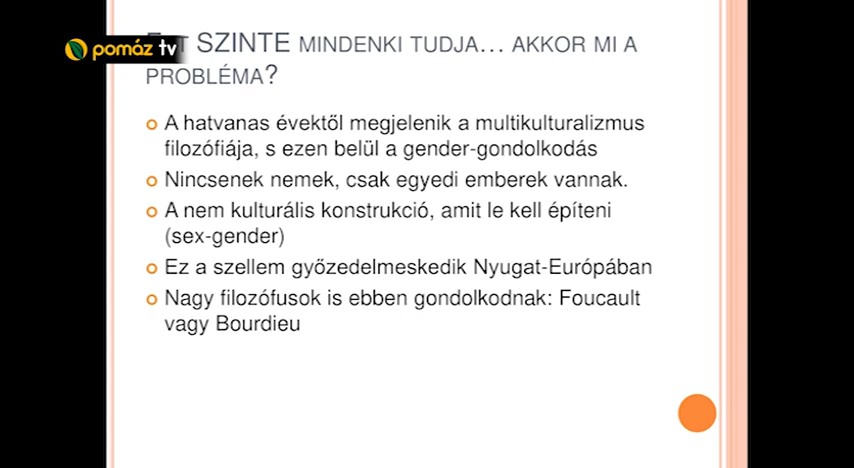 pomáz tv
SZINTE MINDENKI TUDJA... AKKOR MI A
PROBLÉMA?
A hatvanas évektől megjelenik a multikulturalizmus
filozófiája, s ezen belül a gender-gondolkodás
Nincsenek nemek, csak egyedi emberek vannak.
A nem kulturális konstrukció, amit le kell építeni
(sex-gender)
Ez a szellem győzedelmeskedik Nyugat-Európában
Nagy filozófusok is ebben gondolkodnak: Foucault
vagy Bourdieu